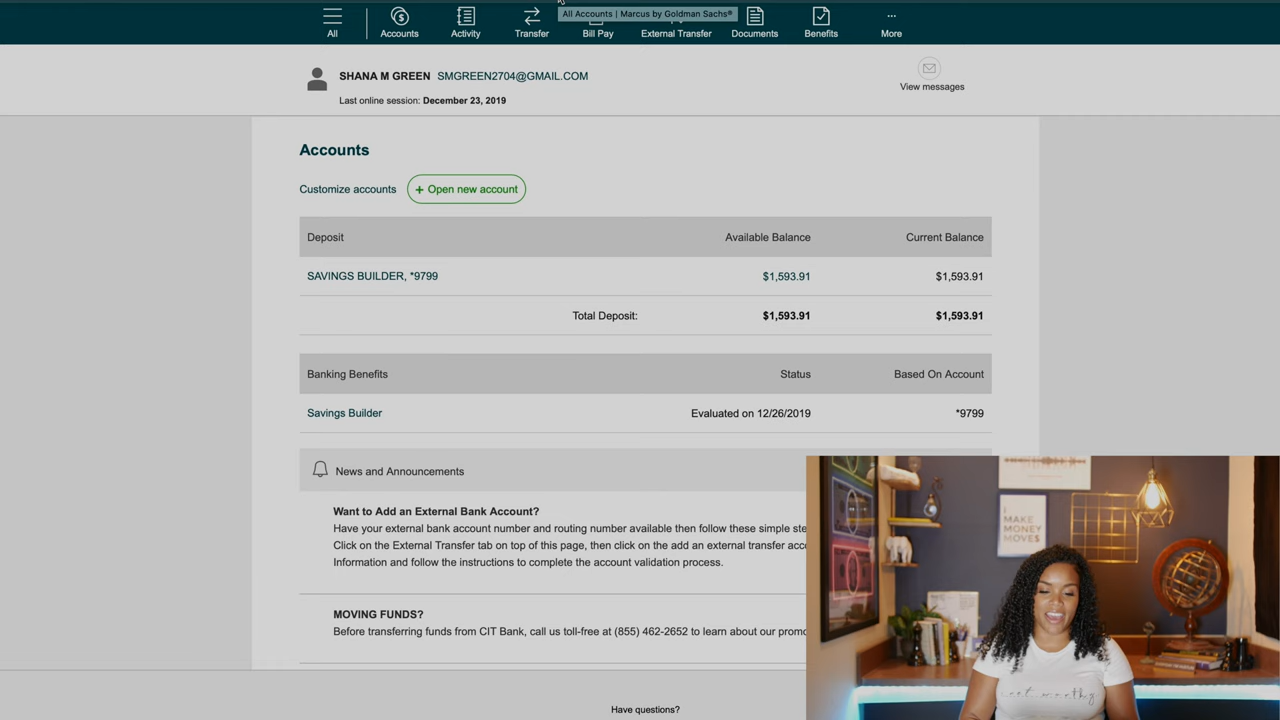 All Accounts | Marcus by Goldman Sachs®
All
Accounts
Activity
Transfer
Bill Pay
External Transfer
Documents
Benefits
More
SHANA M GREEN SMGREEN2704@GMAIL.COM
Last online session: December 23, 2019
View messages
Accounts
Customize accounts
+ Open new account
Deposit Available Balance Current Balance
SAVINGS BUILDER, *9799 $1,593.91 $1,593.91
Total Deposit: $1,593.91 $1,593.91
Banking Benefits Status Based On Account
Savings Builder Evaluated on 12/26/2019 *9799
News and Announcements
Want to Add an External Bank Account?
Have your external bank account number and routing number available then follow these simple ste
Click on the External Transfer tab on top of this page, then click on the add an external transfer acco
Information and follow the instructions to complete the account validation process.
MOVING FUNDS?
Before transferring funds from CIT Bank, call us toll-free at (855) 462-2652 to learn about our promo
Have questions?
I
MAKE
MONEY
MOVE$